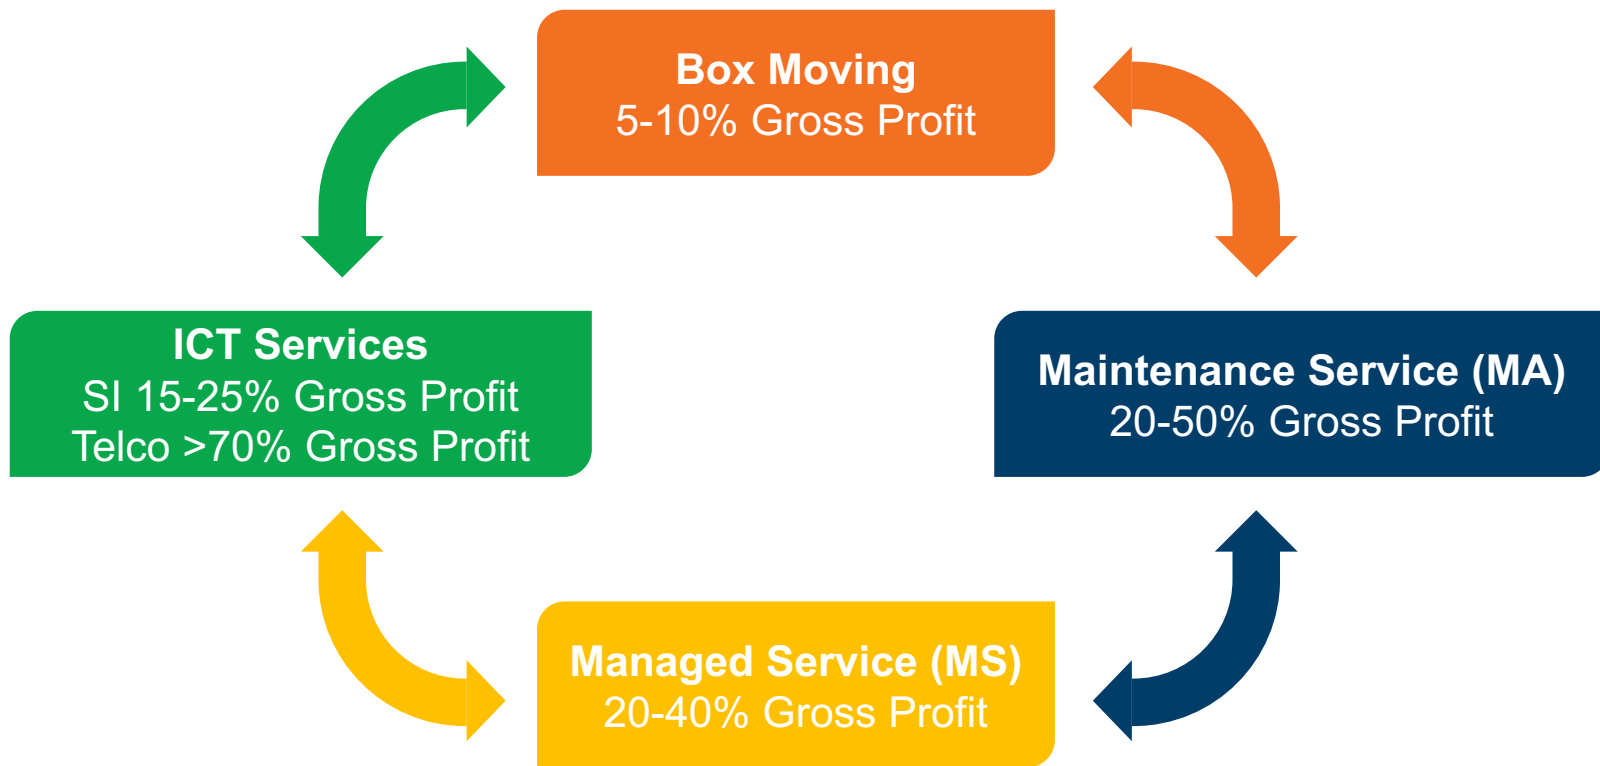 Box Moving
5-10% Gross Profit
ICT Services
SI 15-25% Gross Profit
Telco >70% Gross Profit
Maintenance Service (MA)
20-50% Gross Profit
Managed Service (MS)
20-40% Gross Profit